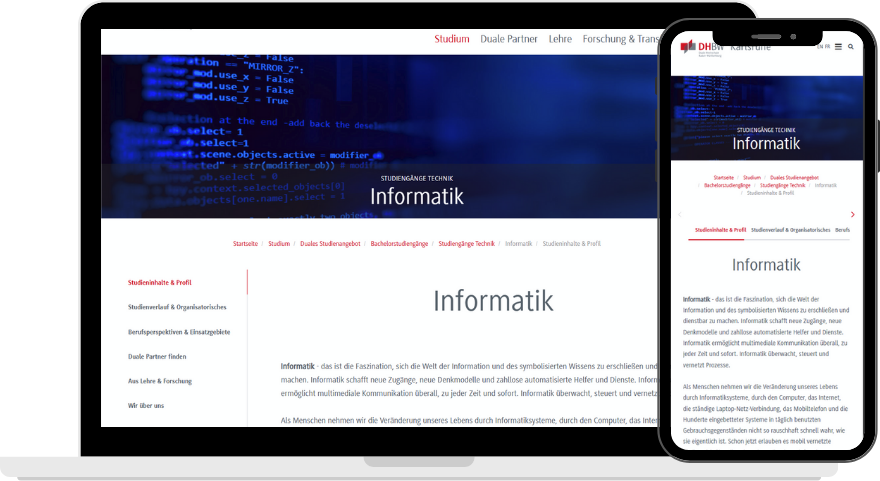 Studium Duale Partner Lehre Forschung & Trans
= False
eration == "MIRROR_Z":
_mod.use_x = False
_mod.use_y = False
_mod.use_z = True
selection at the end -add back the desele
_ob.select= 1
_ob.select=1
context.scene.objects.active = modifier_ob
"selected" + str(modifier_ob))
_ob.select = 0
bpy.context.selected_objects[0]
objects[one.name].select = 1
STUDIENGÄNGE TECHNIK
Informatik
Startseite / Studium / Duales Studienangebot / Bachelorstudiengänge / Studiengänge Technik / Informatik / Studieninhalte & Profil
Studieninhalte & Profil
Studienverlauf & Organisatorisches
Berufsperspektiven & Einsatzgebiete
Duale Partner finden
Aus Lehre & Forschung
Wir über uns
Informatik
Informatik - das ist die Faszination, sich die Welt der Information und des symbolisierten Wissens zu erschließen und
machen. Informatik schafft neue Zugänge, neue Denkmodelle und zahllose automatisierte Helfer und Dienste. Inform
ermöglicht multimediale Kommunikation überall, zu jeder Zeit und sofort. Informatik überwacht, steuert und vernetz
Als Menschen nehmen wir die Veränderung unseres Lebens durch Informatiksysteme, durch den Computer, das Inter
DHBW Karlsruhe EN FR
STUDIENGÄNGE TECHNIK
Informatik
Startseite / Studium / Duales Studienangebot
/ Bachelorstudiengänge / Studiengänge Technik / Informatik
/ Studieninhalte & Profil
Studieninhalte & Profil Studienverlauf & Organisatorisches Berufs
Informatik
Informatik - das ist die Faszination, sich die Welt der
Information und des symbolisierten Wissens zu erschließen und
dienstbar zu machen. Informatik schafft neue Zugänge, neue
Denkmodelle und zahllose automatisierte Helfer und Dienste.
Informatik ermöglicht multimediale Kommunikation überall, zu
jeder Zeit und sofort. Informatik überwacht, steuert und
vernetzt Prozesse.
Als Menschen nehmen wir die Veränderung unseres Lebens
durch Informatiksysteme, durch den Computer, das Internet,
die ständige Laptop-Netz Verbindung, das Mobiltelefon und die
Hunderte eingebetteter Systeme in täglich benutzten
Gebrauchsgegenständen nicht so rauschhaft schnell wahr, wie
sie eigentlich ist. Schon jetzt erlauben es mobil vernetzte